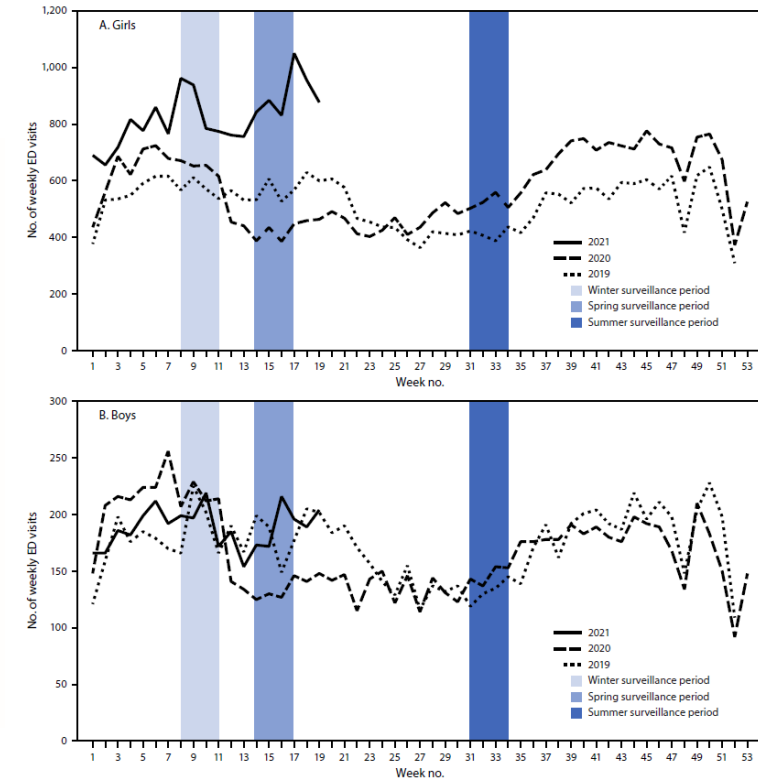 A. Girls
1,200
1,000
800
600
400
200
0
No. of weekly ED visits
2021
2020
2019
Winter surveillance period
Spring surveillance period
Summer surveillance period
1 3 5 7 9 11 13 15 17 19 21 23 25 27 29 31 33 35 37 39 41 43 45 47 49 51 53
Week no.
B. Boys
300
250
200
150
100
50
0
No. of weekly ED visits
2021
2020
2019
Winter surveillance period
Spring surveillance period
Summer surveillance period
1 3 5 7 9 11 13 15 17 19 21 23 25 27 29 31 33 35 37 39 41 43 45 47 49 51 53
Week no.